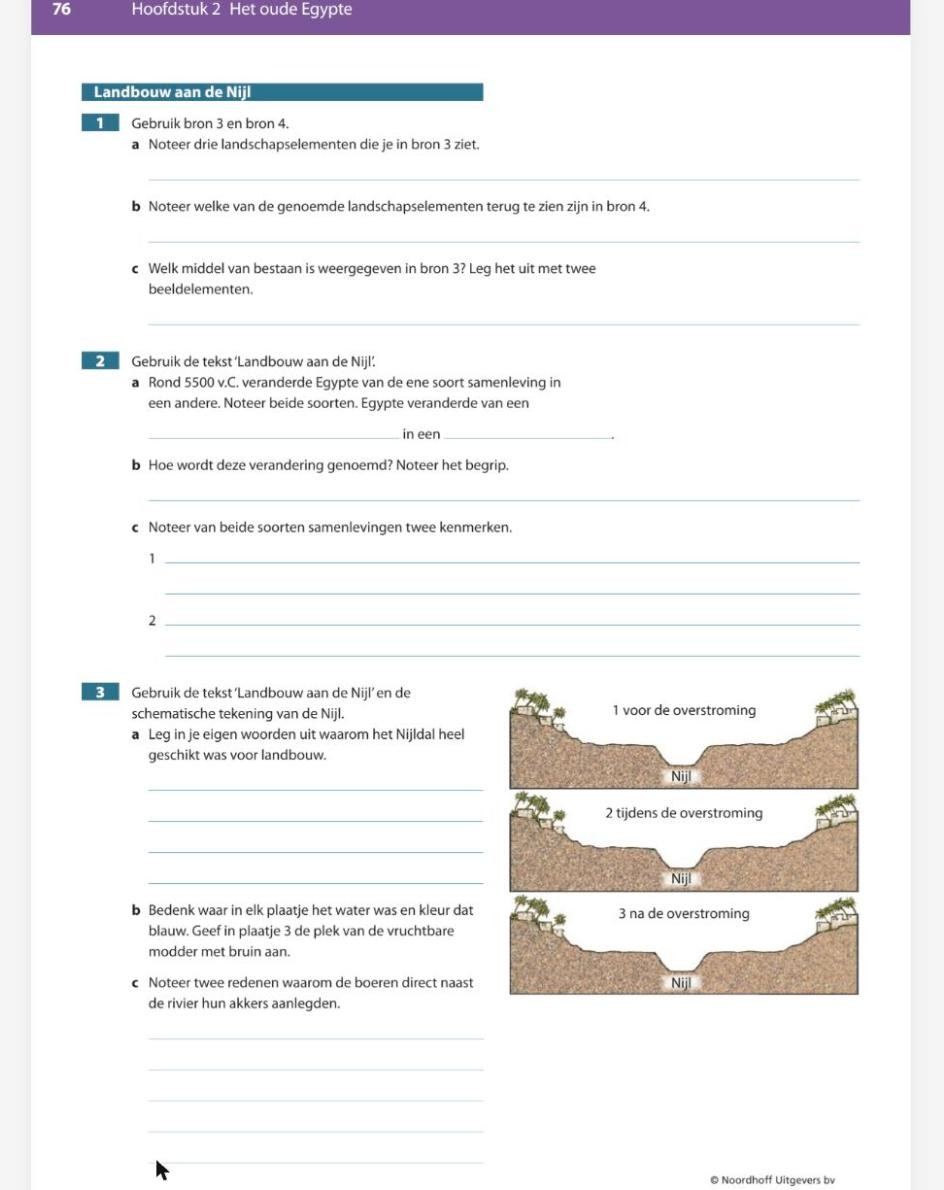 76 Hoofdstuk 2 Het oude Egypte
Landbouw aan de Nijl
1 Gebruik bron 3 en bron 4.
a Noteer drie landschapselementen die je in bron 3 ziet.
b Noteer welke van de genoemde landschapselementen terug te zien zijn in bron 4.
c Welk middel van bestaan is weergegeven in bron 3? Leg het uit met twee
beeldelementen.
2 Gebruik de tekst ‘Landbouw aan de Nijl’.
a Rond 5500 v.C. veranderde Egypte van de ene soort samenleving in
een andere. Noteer beide soorten. Egypte veranderde van een
in een .
b Hoe wordt deze verandering genoemd? Noteer het begrip.
c Noteer van beide soorten samenlevingen twee kenmerken.
1
2
3 Gebruik de tekst ‘Landbouw aan de Nijl’ en de
schematische tekening van de Nijl.
a Leg in je eigen woorden uit waarom het Nijldal heel
geschikt was voor landbouw.
b Bedenk waar in elk plaatje het water was en kleur dat
blauw. Geef in plaatje 3 de plek van de vruchtbare
modder met bruin aan.
c Noteer twee redenen waarom de boeren direct naast
de rivier hun akkers aanlegden.
1 voor de overstroming
Nijl
2 tijdens de overstroming
Nijl
3 na de overstroming
Nijl
© Noordhoff Uitgevers bv